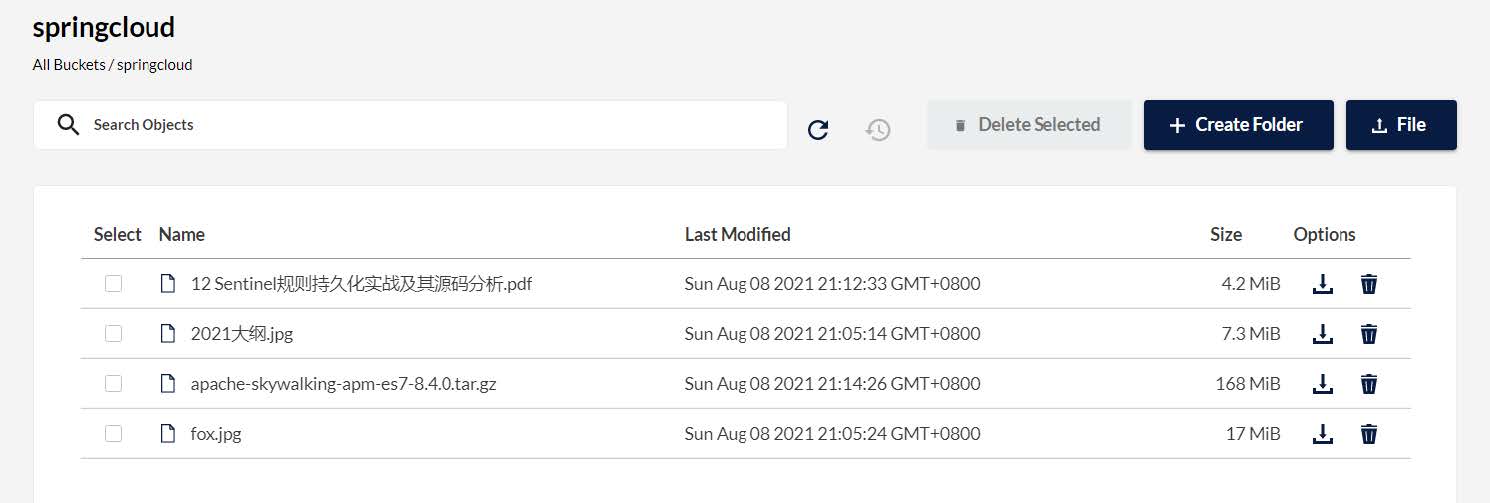 springcloud
All Buckets / springcloud
Search Objects
Delete Selected
Create Folder
File
Select Name Last Modified Size Options
12 Sentinel规则持久化实战及其源码分析.pdf Sun Aug 08 2021 21:12:33 GMT+0800 4.2 MiB
2021大纲.jpg Sun Aug 08 2021 21:05:14 GMT+0800 7.3 MiB
apache-skywalking-apm-es7-8.4.0.tar.gz Sun Aug 08 2021 21:14:26 GMT+0800 168 MiB
fox.jpg Sun Aug 08 2021 21:05:24 GMT+0800 17 MiB